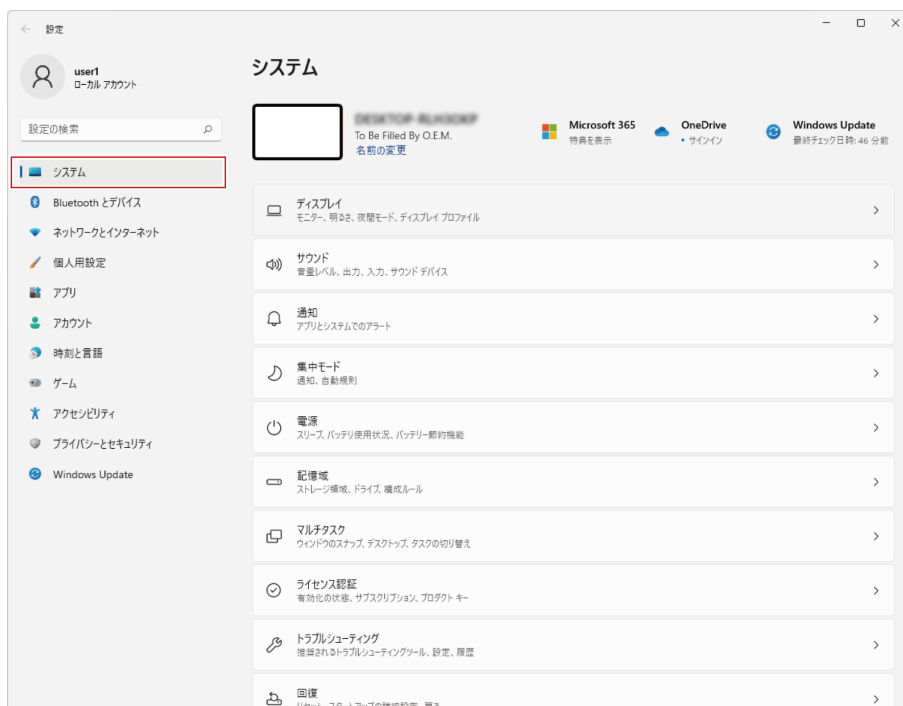 設定
user1
ローカル アカウント
設定の検索
システム
Bluetooth とデバイス
ネットワークとインターネット
個人用設定
アプリ
アカウント
時刻と言語
ゲーム
アクセシビリティ
プライバシーとセキュリティ
Windows Update
システム
To Be Filled By O.E.M.
名前の変更
Microsoft 365
特典を表示
OneDrive
• サインイン
Windows Update
最終チェック日時: 46 分前
ディスプレイ
モニター、明るさ、夜間モード、ディスプレイ プロファイル
サウンド
音量レベル、出力、入力、サウンド デバイス
通知
アプリとシステムでのアラート
集中モード
通知、自動規則
電源
スリープ、バッテリ使用状況、バッテリー節約機能
記憶域
ストレージ領域、ドライブ、構成ルール
マルチタスク
ウィンドウのスナップ、デスクトップ、タスクの切り替え
ライセンス認証
有効化の状態、サブスクリプション、プロダクト キー
トラブルシューティング
推奨されるトラブルシューティングツール、設定、履歴
回復